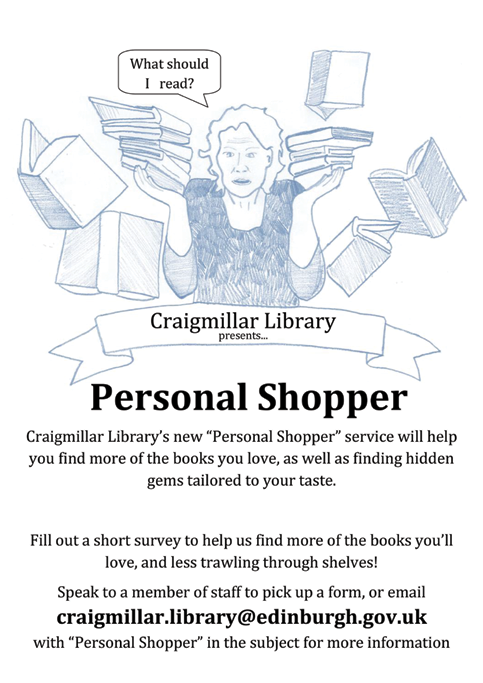 What should
I read?
Craigmillar Library
presents...
Personal Shopper
Craigmillar Library’s new “Personal Shopper” service will help
you find more of the books you love, as well as finding hidden
gems tailored to your taste.
Fill out a short survey to help us find more of the books you’ll
love, and less trawling through shelves!
Speak to a member of staff to pick up a form, or email
craigmillar.library@edinburgh.gov.uk
with “Personal Shopper” in the subject for more information